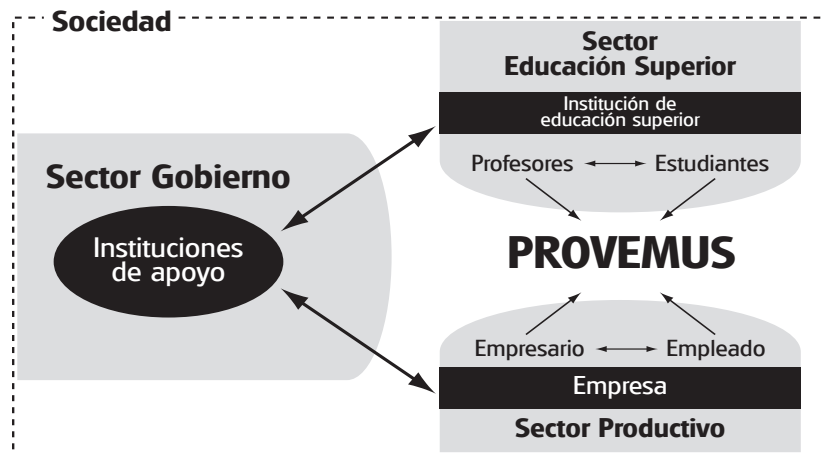 Sociedad
Sector
Educación Superior
Institución de
educación superior
Profesores
Estudiantes
Sector Gobierno
Instituciones
de apoyo
PROVEMUS
Empresario
Empleado
Empresa
Sector Productivo